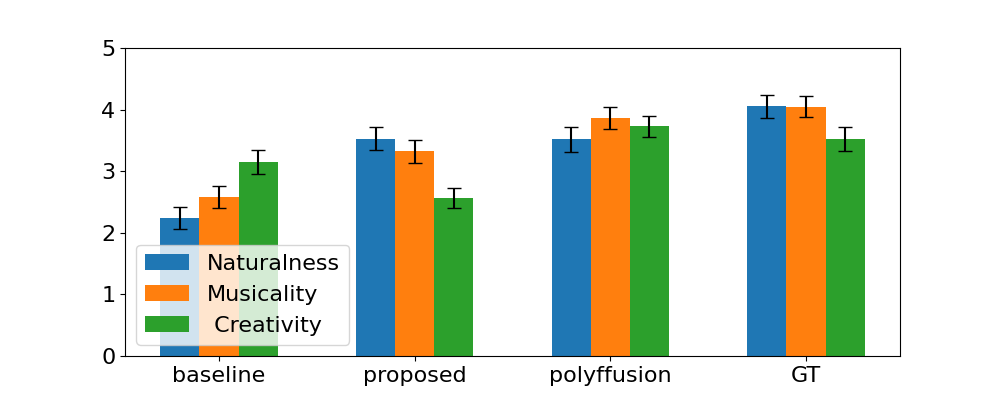 5
4
3
2
1
0
Naturalness
Musicality
Creativity
baseline
proposed
polyffusion
GT